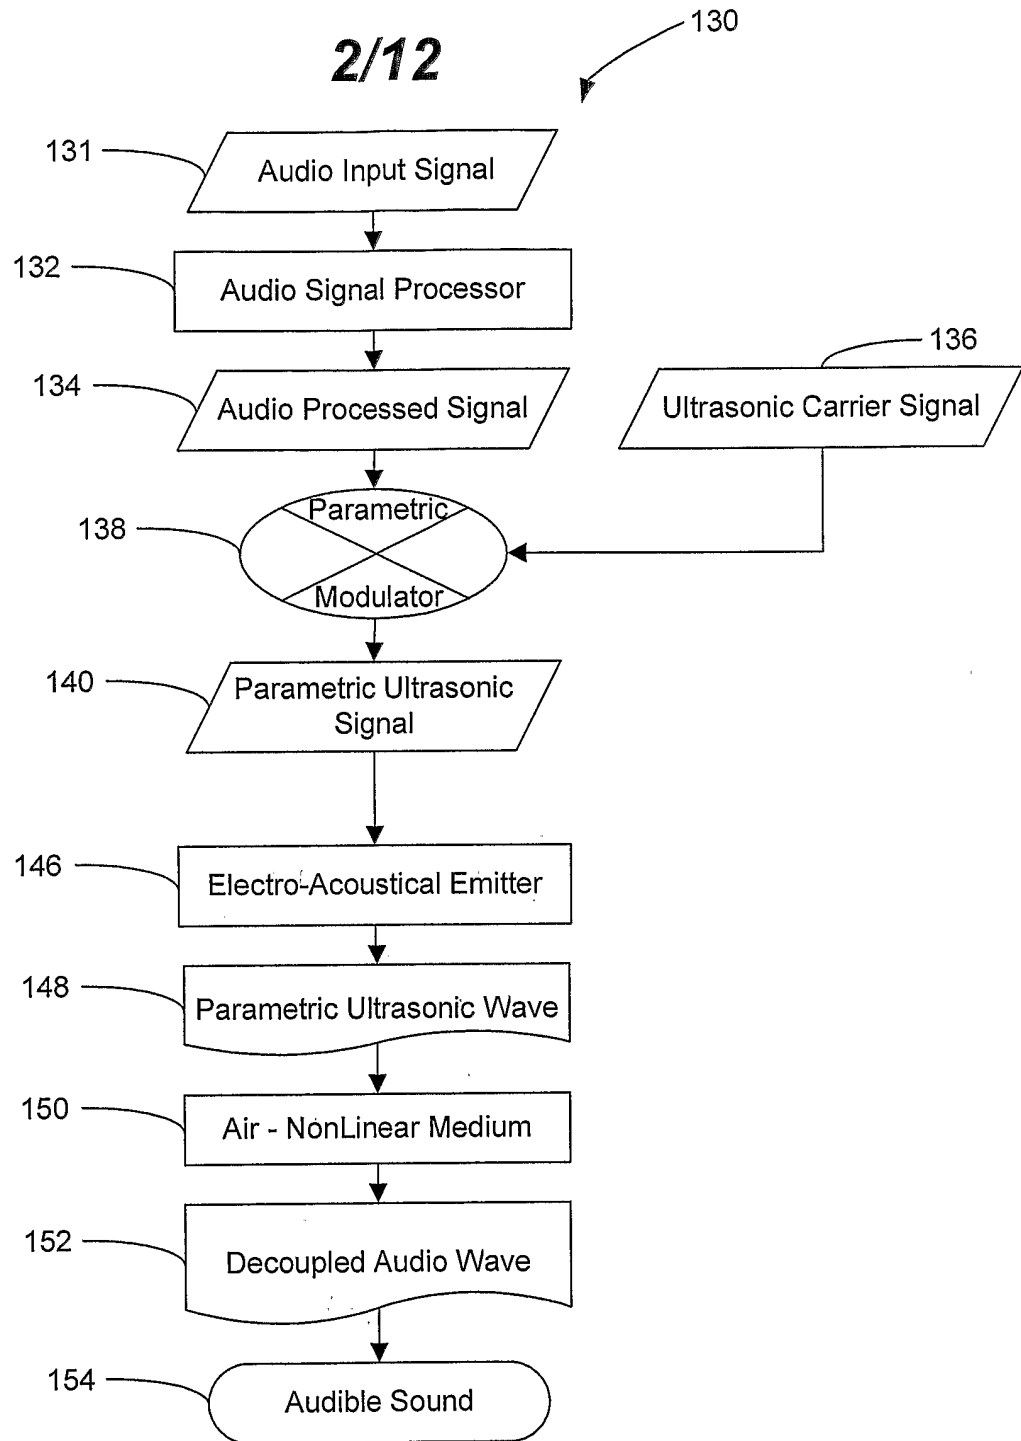 130
2/12
131
Audio Input Signal
132
Audio Signal Processor
136
134
Audio Processed Signal
Ultrasonic Carrier Signal
Parametric
138
Modulator
140
Parametric Ultrasonic
Signal
146
Electro-Acoustical Emitter
148
Parametric Ultrasonic Wave
150
Air - NonLinear Medium
152
Decoupled Audio Wave
154
Audible Sound